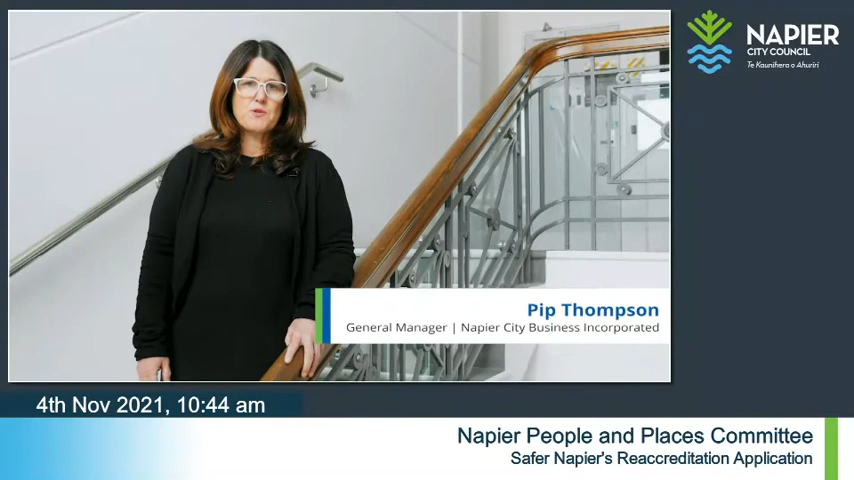 NAPIER
CITY COUNCIL
Te Kaunihera o Ahuriri
Pip Thompson
General Manager | Napier City Business Incorporated
4th Nov 2021, 10:44 am
Napier People and Places Committee
Safer Napier's Reaccreditation Application